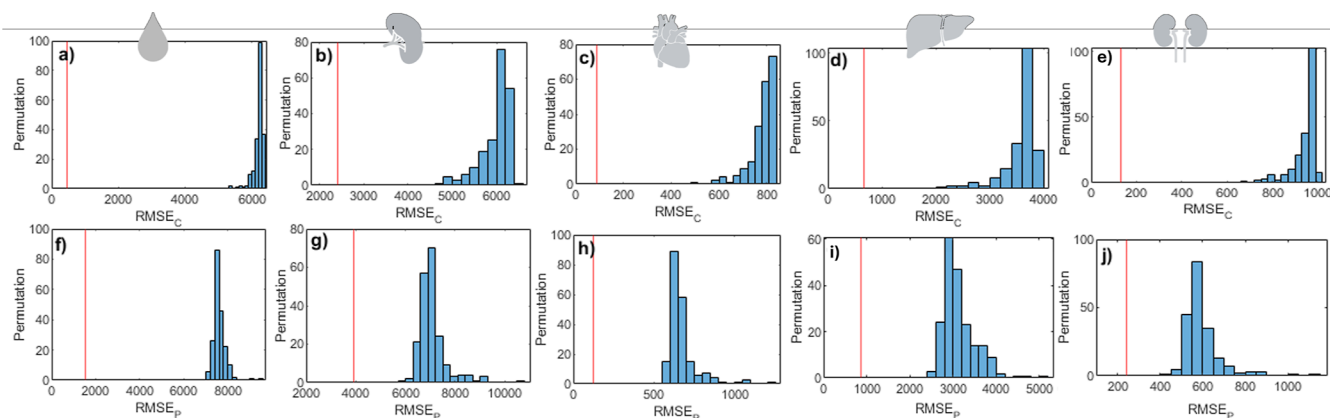 a)
100
80
60
40
20
0
Permutation
2000 4000 6000
RMSE_C
b)
80
60
40
20
0
Permutation
2000 3000 4000 5000 6000
RMSE_C
c)
80
60
40
20
0
Permutation
0 200 400 600 800
RMSE_C
d)
100
50
0
Permutation
0 1000 2000 3000 4000
RMSE_C
e)
100
50
0
Permutation
0 200 400 600 800 1000
RMSE_C
f)
100
80
60
40
20
0
Permutation
0 2000 4000 6000 8000
RMSE_P
g)
80
60
40
20
0
Permutation
2000 4000 6000 8000 10000
RMSE_P
h)
100
80
60
40
20
0
Permutation
0 500 1000
RMSE_P
i)
60
40
20
0
Permutation
0 1000 2000 3000 4000 5000
RMSE_P
j)
100
50
0
Permutation
200 400 600 800 1000
RMSE_P